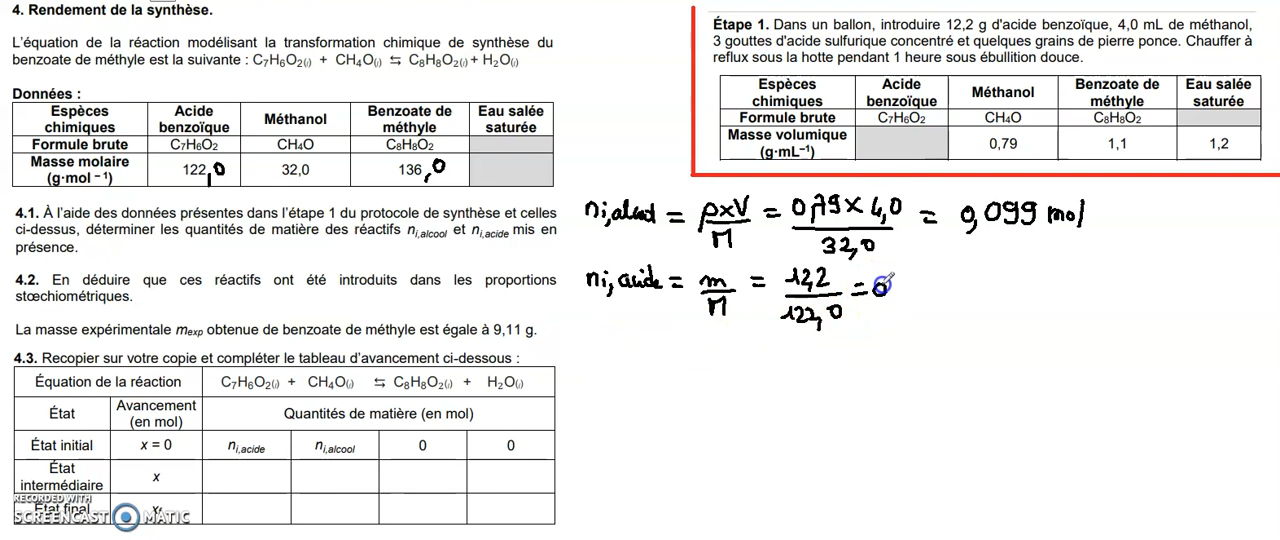 4. Rendement de la synthèse.
L'équation de la réaction modélisant la transformation chimique de synthèse du
benzoate de méthyle est la suivante : C7H6O2(l) + CH4O(l) ⇆ C8H8O2(l) + H2O(l)
Données :
Espèces chimiques | Acide benzoïque | Méthanol | Benzoate de méthyle | Eau salée saturée
Formule brute | C7H6O2 | CH4O | C8H8O2
Masse molaire (g·mol⁻¹) | 122,0 | 32,0 | 136,0
4.1. À l'aide des données présentes dans l'étape 1 du protocole de synthèse et celles
ci-dessus, déterminer les quantités de matière des réactifs ni,alcool et ni,acide mis en
présence.
4.2. En déduire que ces réactifs ont été introduits dans les proportions
stœchiométriques.
La masse expérimentale mexp obtenue de benzoate de méthyle est égale à 9,11 g.
4.3. Recopier sur votre copie et compléter le tableau d'avancement ci-dessous :
Équation de la réaction | C7H6O2(l) + CH4O(l) ⇆ C8H8O2(l) + H2O(l)
État | Avancement (en mol) | Quantités de matière (en mol)
État initial | x = 0 | ni,acide | ni,alcool | 0 | 0
État intermédiaire | x
État final | xf
RECORDED WITH
SCREENCAST MATIC
Étape 1. Dans un ballon, introduire 12,2 g d'acide benzoïque, 4,0 mL de méthanol,
3 gouttes d'acide sulfurique concentré et quelques grains de pierre ponce. Chauffer à
reflux sous la hotte pendant 1 heure sous ébullition douce.
Espèces chimiques | Acide benzoïque | Méthanol | Benzoate de méthyle | Eau salée saturée
Formule brute | C7H6O2 | CH4O | C8H8O2
Masse volumique (g·mL⁻¹) | 0,79 | 1,1 | 1,2
ni,alcool = ρxV/M = 0,79 x 4,0/32,0 = 0,099 mol
ni,acide = m/M = 12,2/122,0 = 0